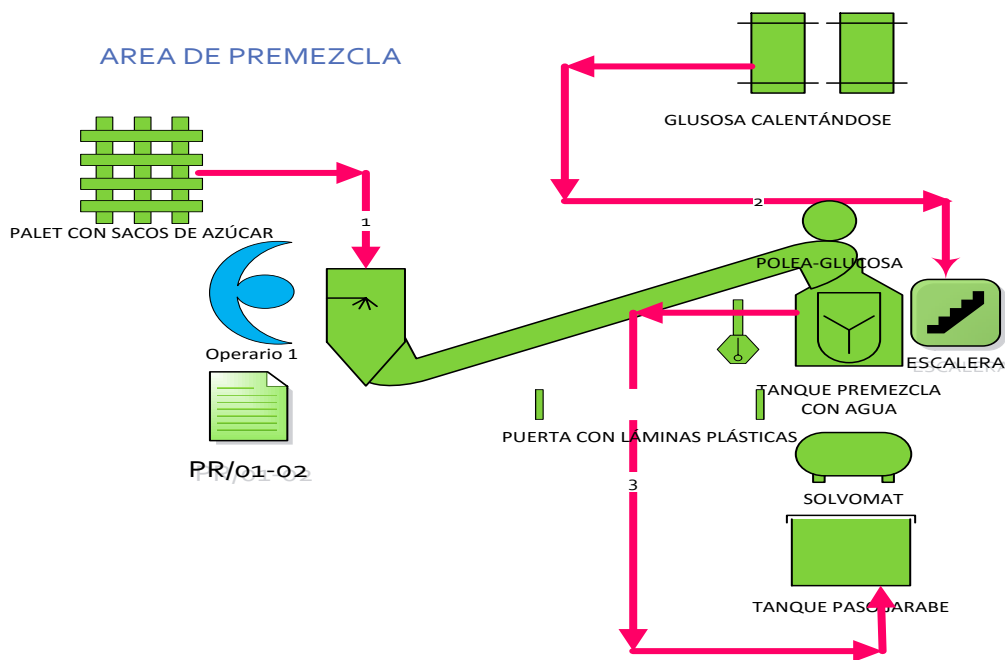 AREA DE PREMEZCLA
GLUSOSA CALENTÁNDOSE
PALET CON SACOS DE AZÚCAR
1
2
POLEA-GLUCOSA
Operario 1
ESCALERA
TANQUE PREMEZCLA
CON AGUA
PUERTA CON LÁMINAS PLÁSTICAS
PR/01-02
3
SOLVOMAT
TANQUE PASO JARABE